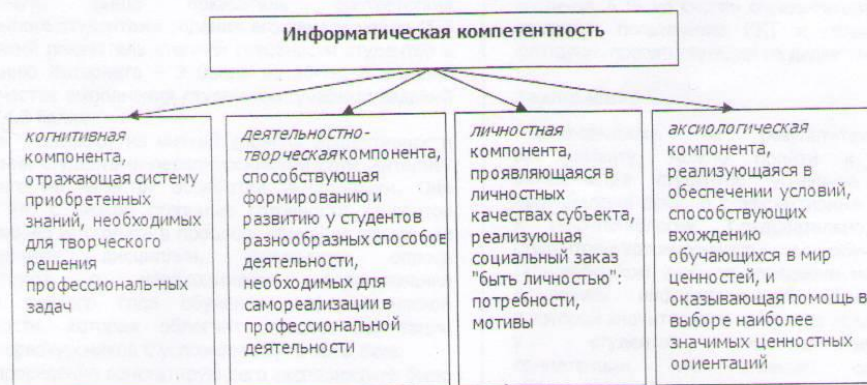 Информатическая компетентность
когнитивная
компонента,
отражающая систему
приобретенных
знаний, необходимых
для творческого
решения
профессиональ-ных
задач
деятельностно-
творческаякомпонента,
способствующая
формированию и
развитию у студентов
разнообразных способов
деятельности,
необходимых для
самореализации в
профессиональной
деятельности
личностная
компонента,
проявляющаяся в
личностных
качествах субъекта,
реализующая
социальный заказ
"быть личностью":
потребности,
мотивы
аксиологическая
компонента,
реализующаяся в
обеспечении условий,
способствующих
вхождению
обучающихся в мир
ценностей, и
оказывающая помощь в
выборе наиболее
значимых ценностных
ориентаций